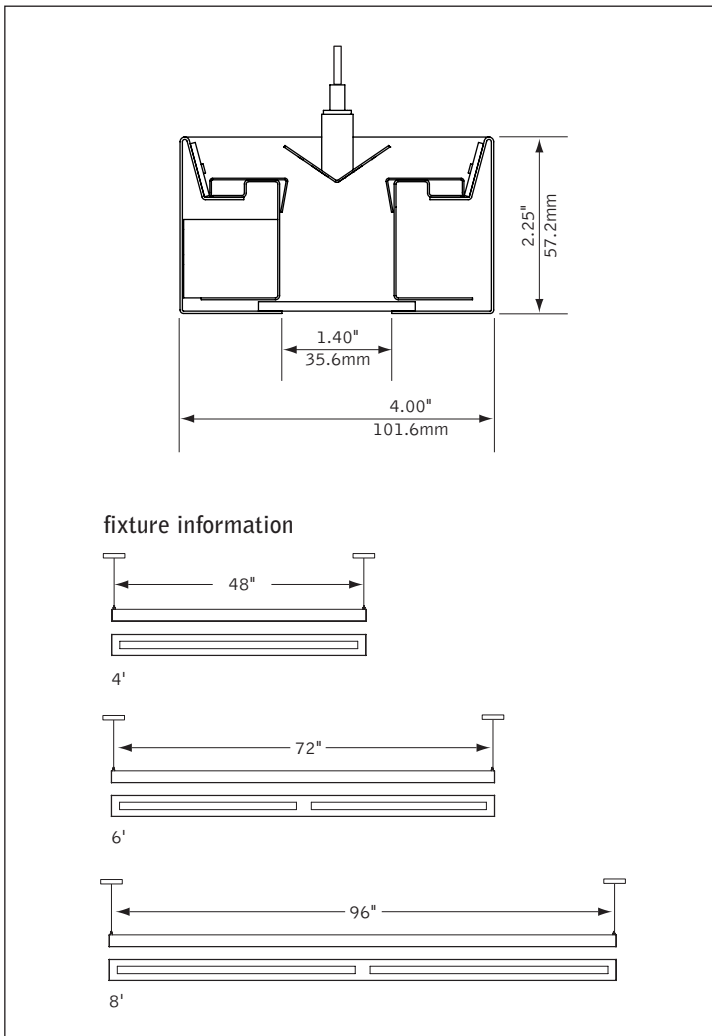 2.25"
57.2mm
1.40"
35.6mm
4.00"
101.6mm
fixture information
48"
4'
72"
6'
96"
8'